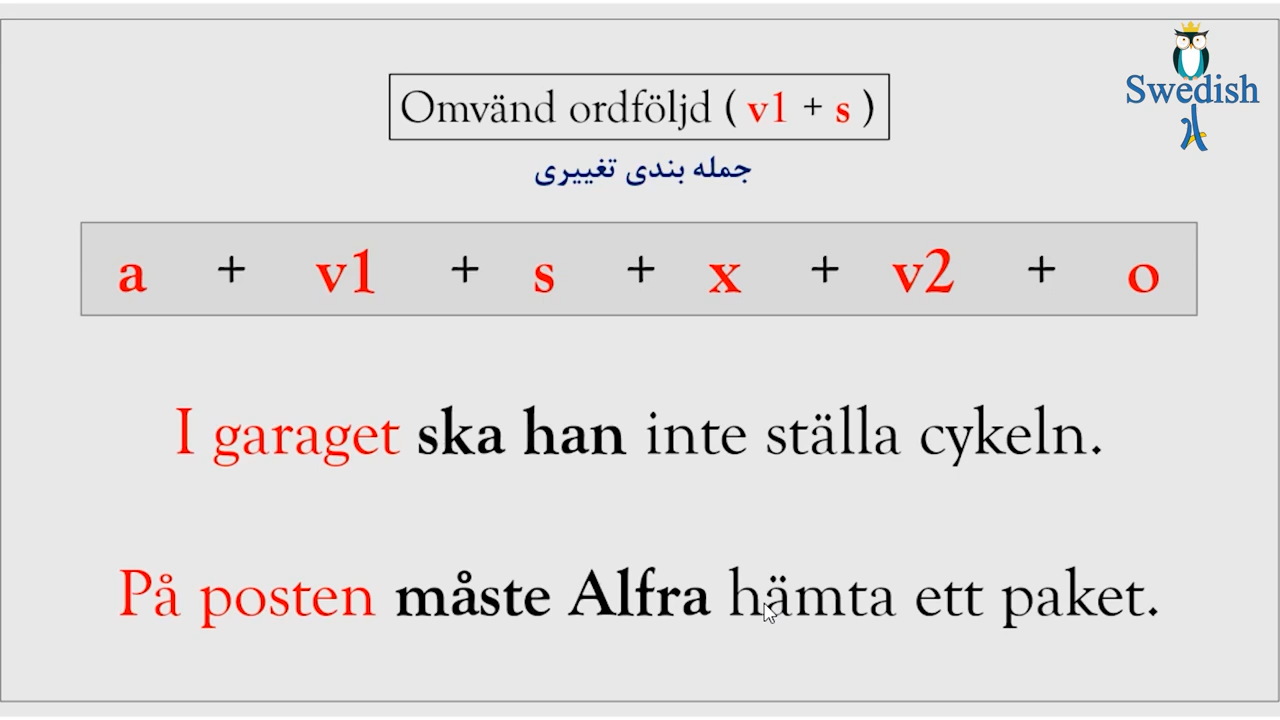 Swedish
Omvänd ordföljd ( v1 + s )
جمله بندی تغییری
a + v1 + s + x + v2 + o
I garaget ska han inte ställa cykeln.
På posten måste Alfra hämta ett paket.